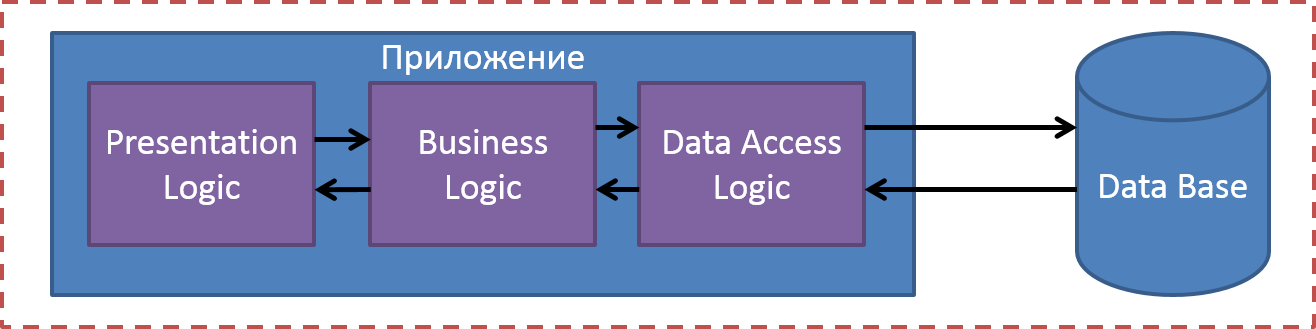 Приложение
Presentation
Logic
Business
Logic
Data Access
Logic
Data Base